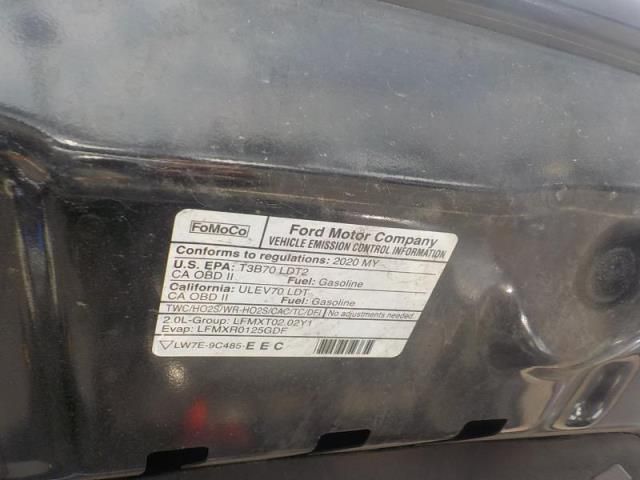 FoMoCo
Ford Motor Company
VEHICLE EMISSION CONTROL INFORMATION
Conforms to regulations: 2020 MY
U.S. EPA: T3B70 LDT2
CA OBD II Fuel: Gasoline
California: ULEV70 LDT
CA OBD II Fuel: Gasoline
TWC/HO2S/WR-HO2S/CAC/TC/DFI No adjustments needed.
2.0L-Group: LFMXT02.02Y1
Evap: LFMXR0125GDF
LW7E-9C485-E E C